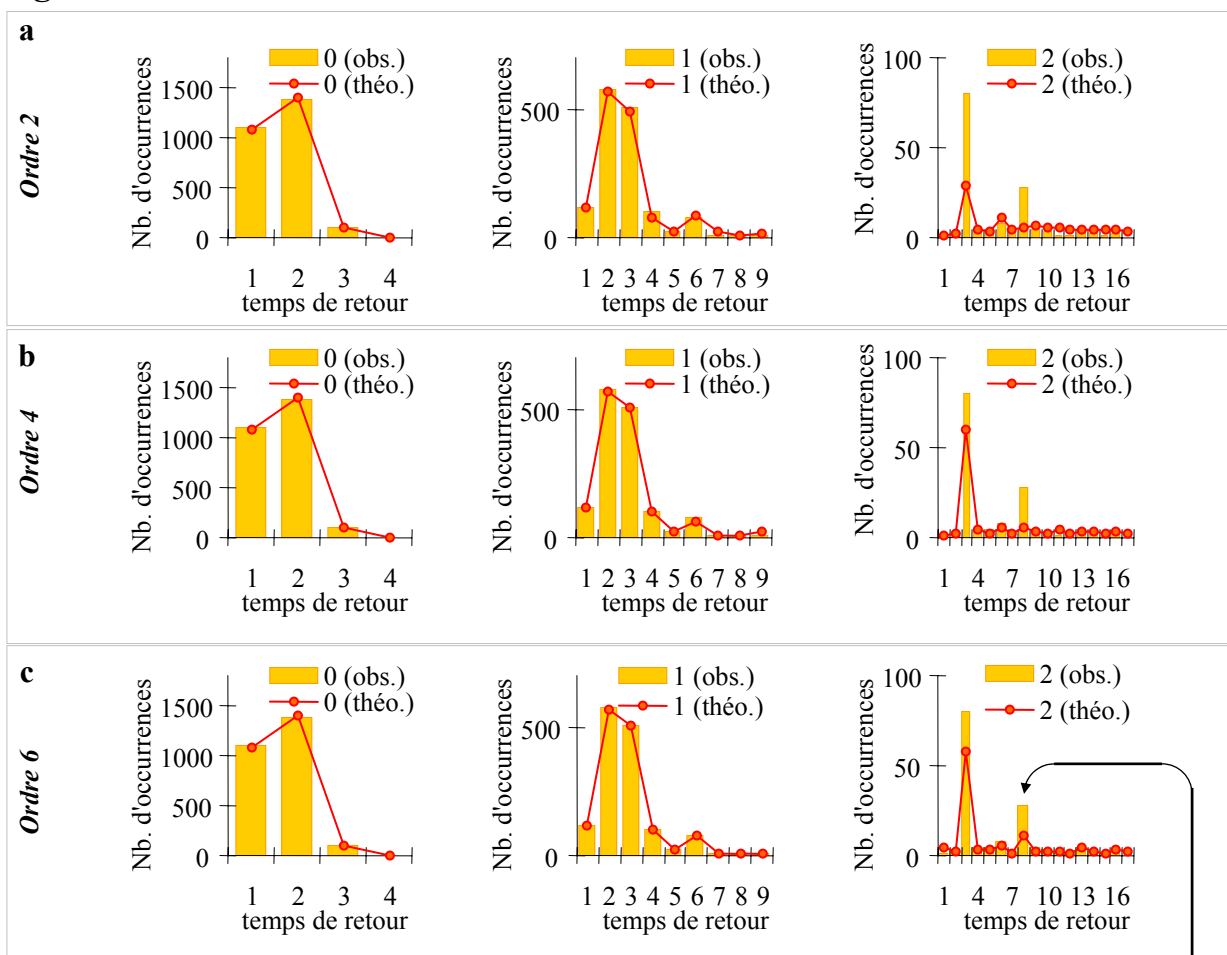 a
Ordre 2
Nb. d'occurrences
1500
1000
500
0
0 (obs.)
0 (théo.)
1 2 3 4
temps de retour
Nb. d'occurrences
500
0
1 (obs.)
1 (théo.)
1 2 3 4 5 6 7 8 9
temps de retour
Nb. d'occurrences
100
50
0
2 (obs.)
2 (théo.)
1 4 7 10 13 16
temps de retour
b
Ordre 4
Nb. d'occurrences
1500
1000
500
0
0 (obs.)
0 (théo.)
1 2 3 4
temps de retour
Nb. d'occurrences
500
0
1 (obs.)
1 (théo.)
1 2 3 4 5 6 7 8 9
temps de retour
Nb. d'occurrences
100
50
0
2 (obs.)
2 (théo.)
1 4 7 10 13 16
temps de retour
c
Ordre 6
Nb. d'occurrences
1500
1000
500
0
0 (obs.)
0 (théo.)
1 2 3 4
temps de retour
Nb. d'occurrences
500
0
1 (obs.)
1 (théo.)
1 2 3 4 5 6 7 8 9
temps de retour
Nb. d'occurrences
100
50
0
2 (obs.)
2 (théo.)
1 4 7 10 13 16
temps de retour